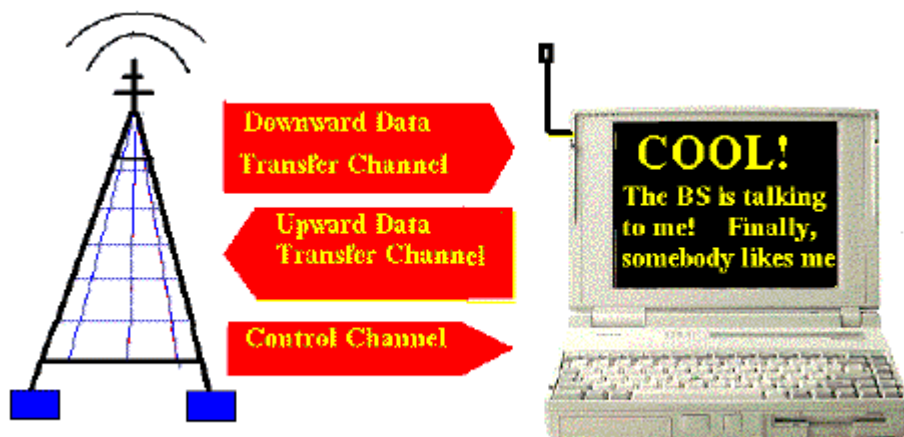 Downward Data
Transfer Channel
Upward Data
Transfer Channel
Control Channel
COOL!
The BS is talking
to me! Finally,
somebody likes me